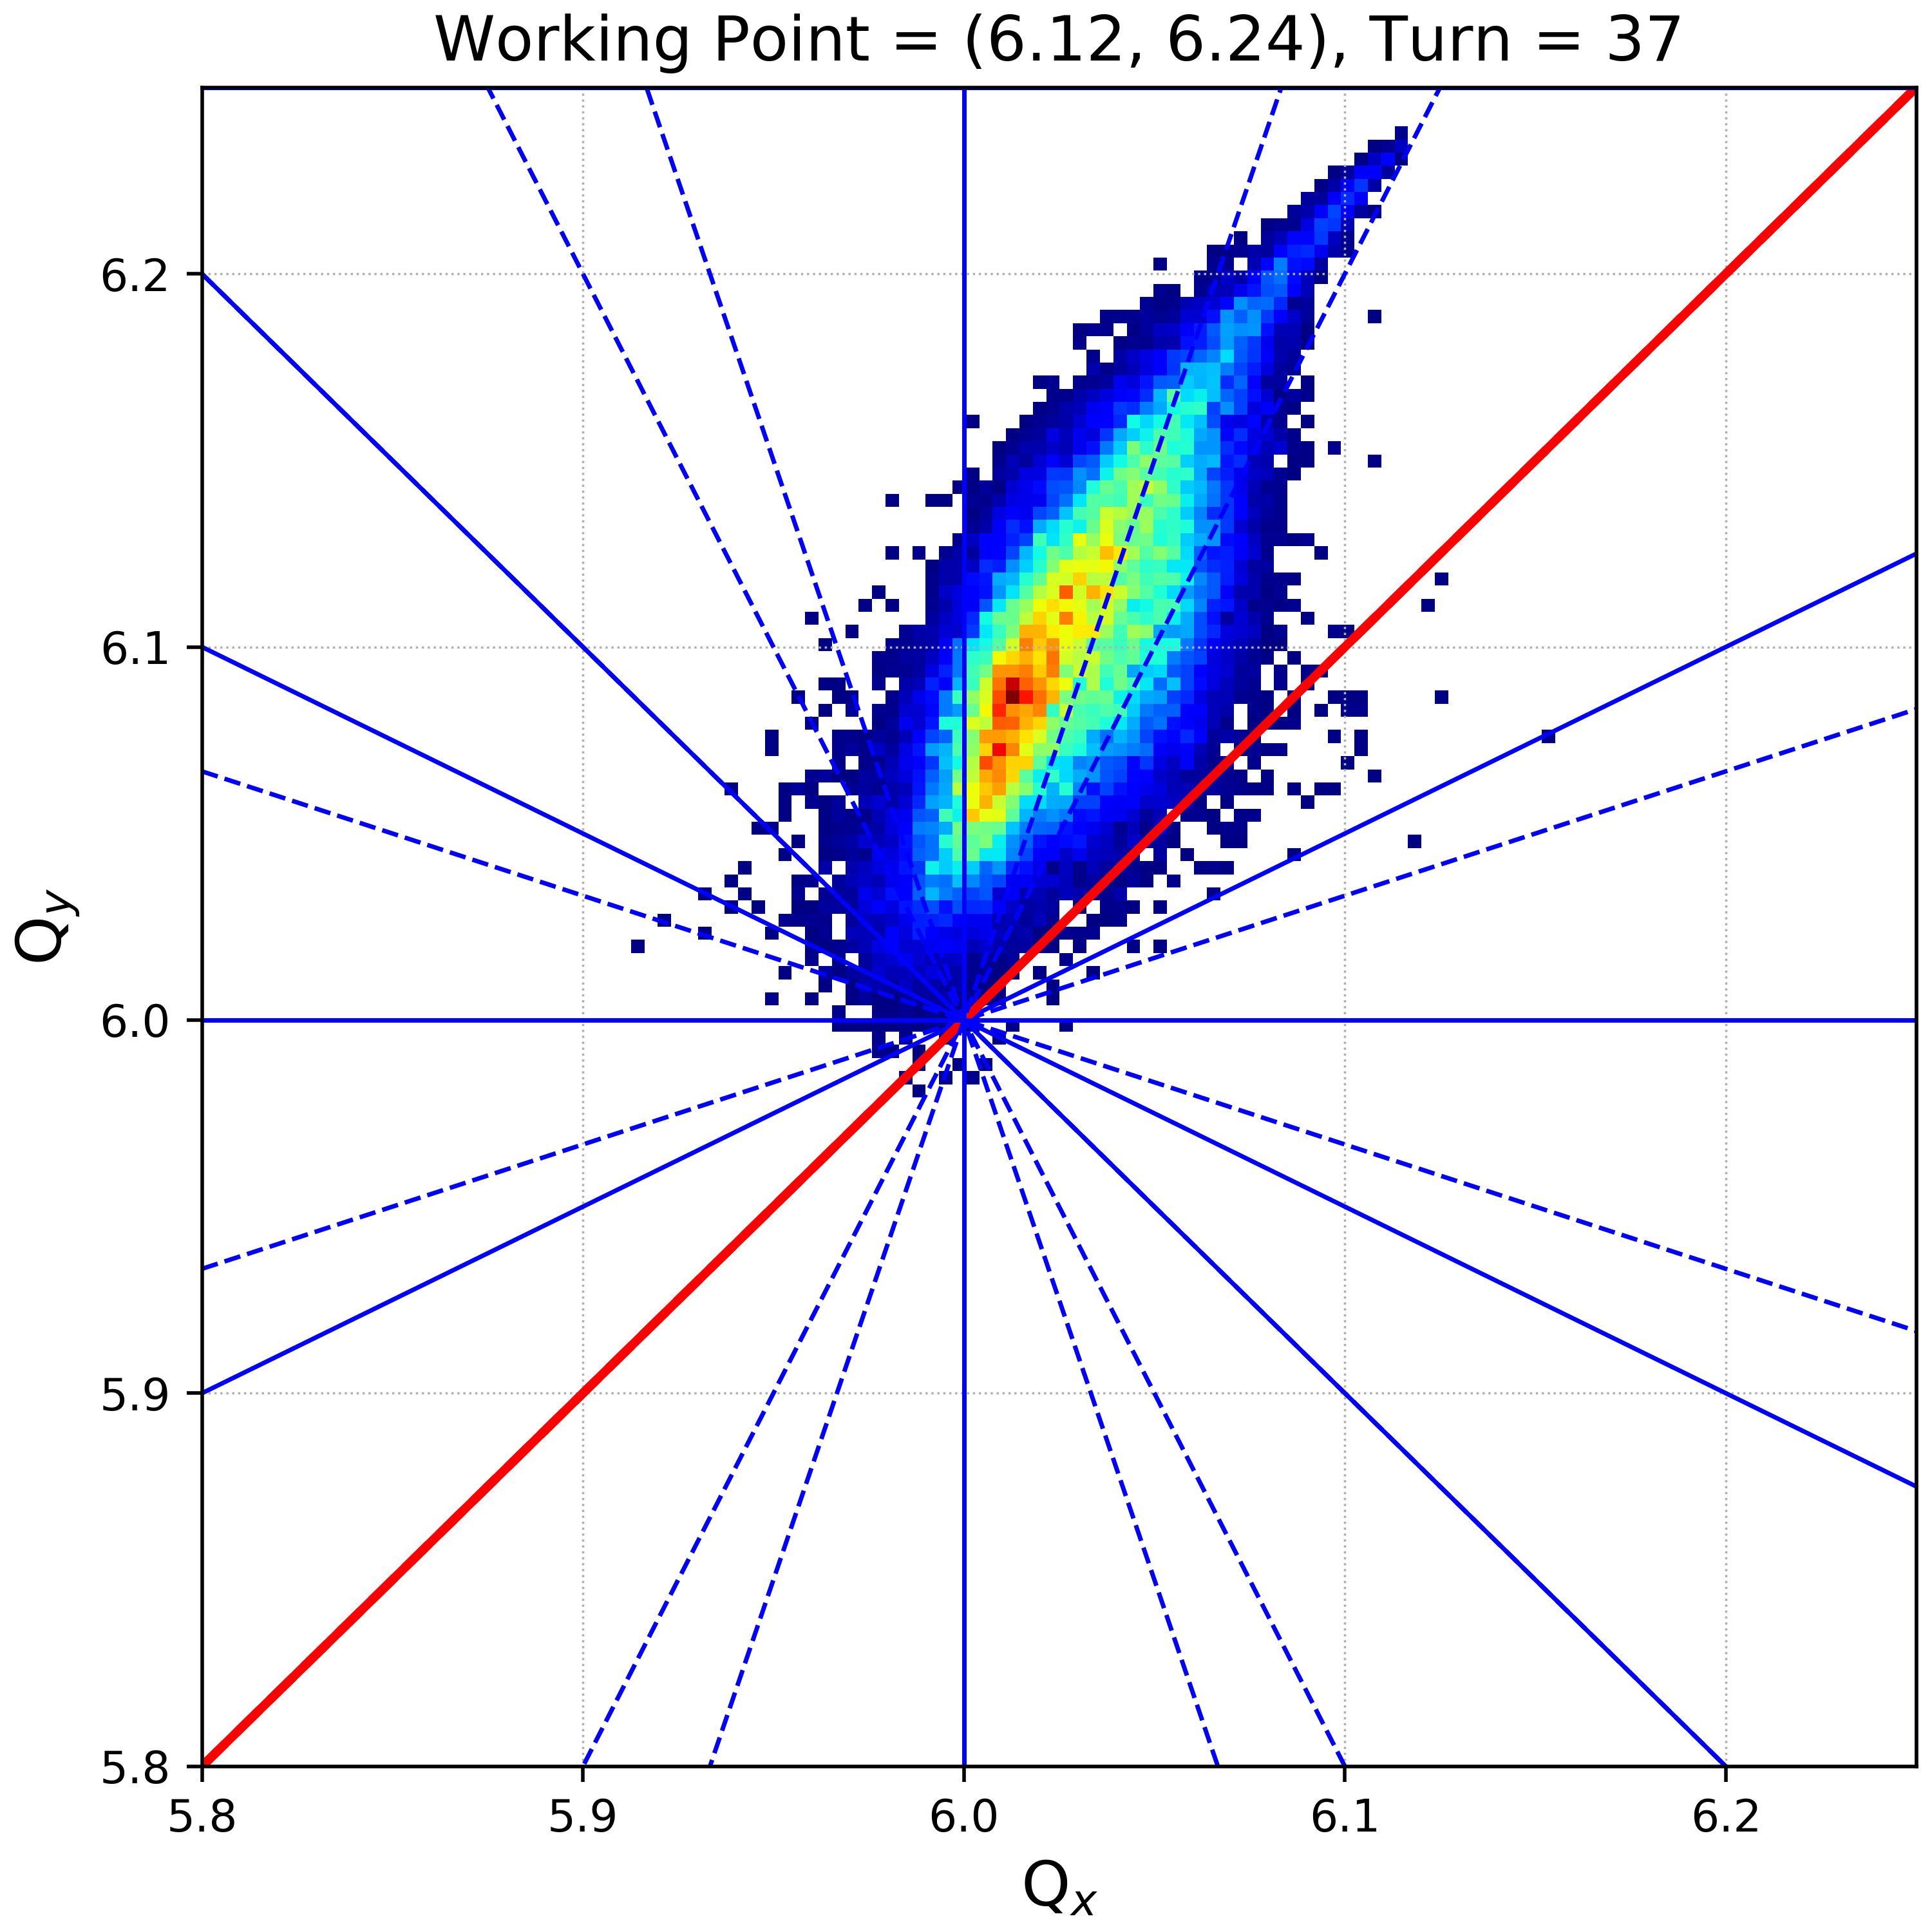 Working Point = (6.12, 6.24), Turn = 37
6.2
6.1
6.0
5.9
5.8
Qy
5.8 5.9 6.0 6.1 6.2
Qx